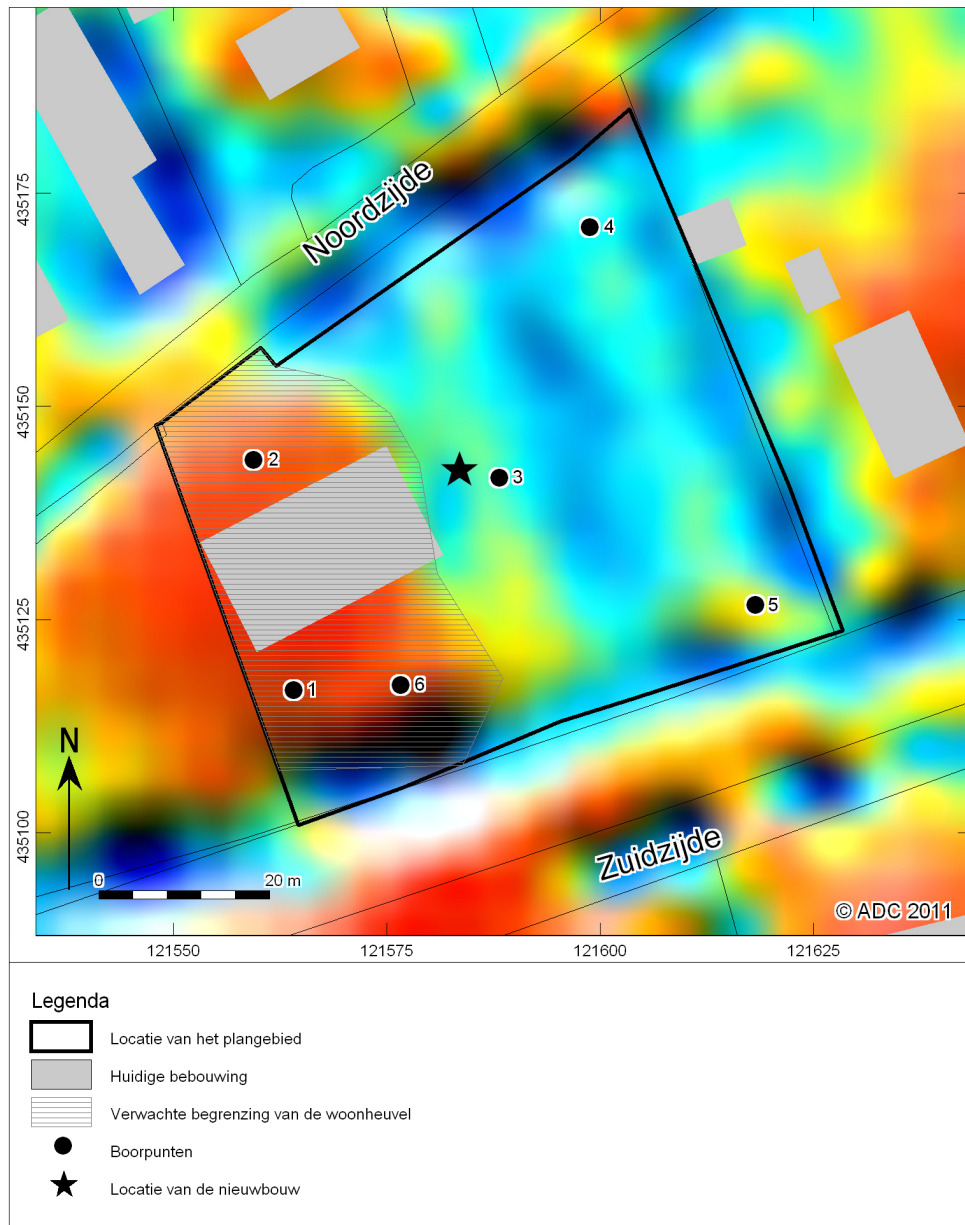 435175
435150
435125
435100
Noordzijde
4
2
3
5
1
6
N
0 20 m
Zuidzijde
© ADC 2011
121550 121575 121600 121625
Legenda
Locatie van het plangebied
Huidige bebouwing
Verwachte begrenzing van de woonheuvel
Boorpunten
Locatie van de nieuwbouw